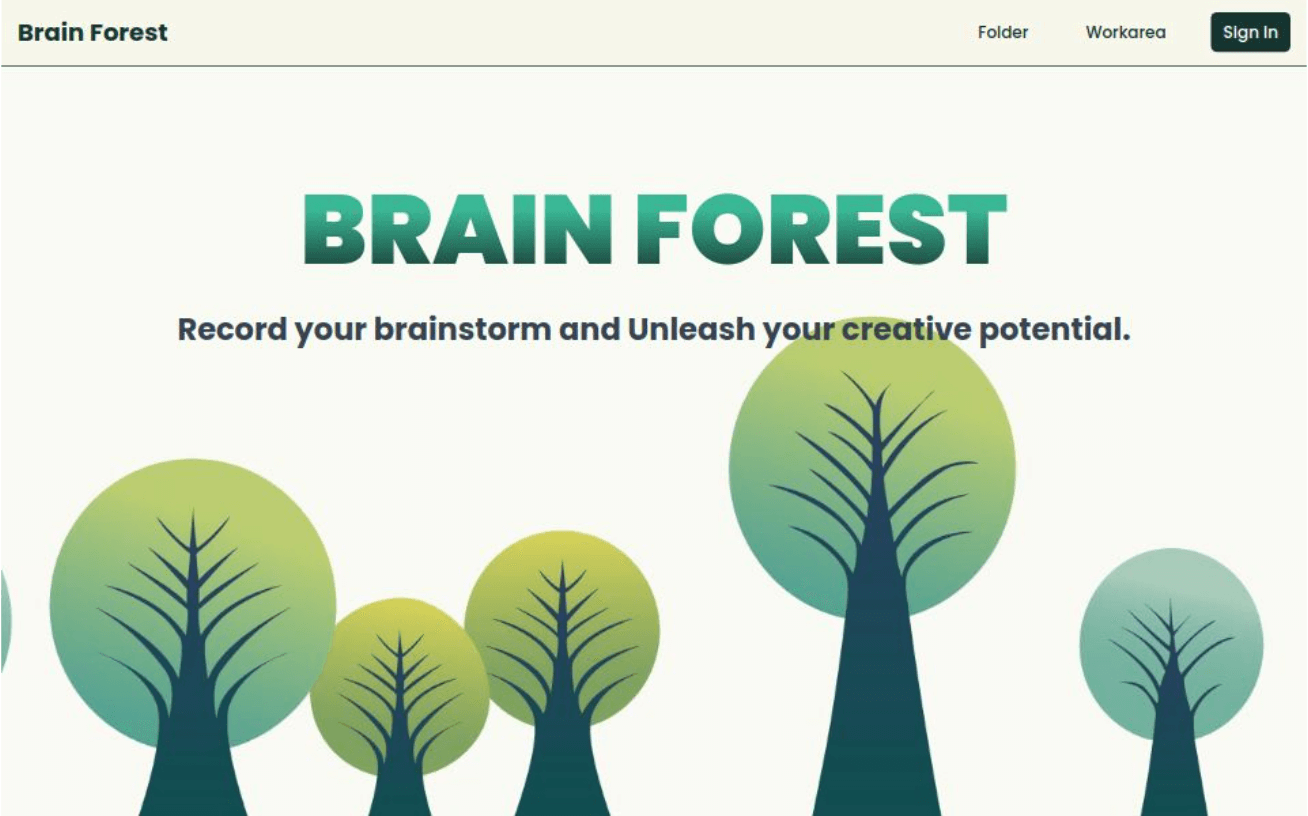 Brain Forest
Folder
Workarea
SIgn In
BRAIN FOREST
Record your brainstorm and Unleash your creative potential.